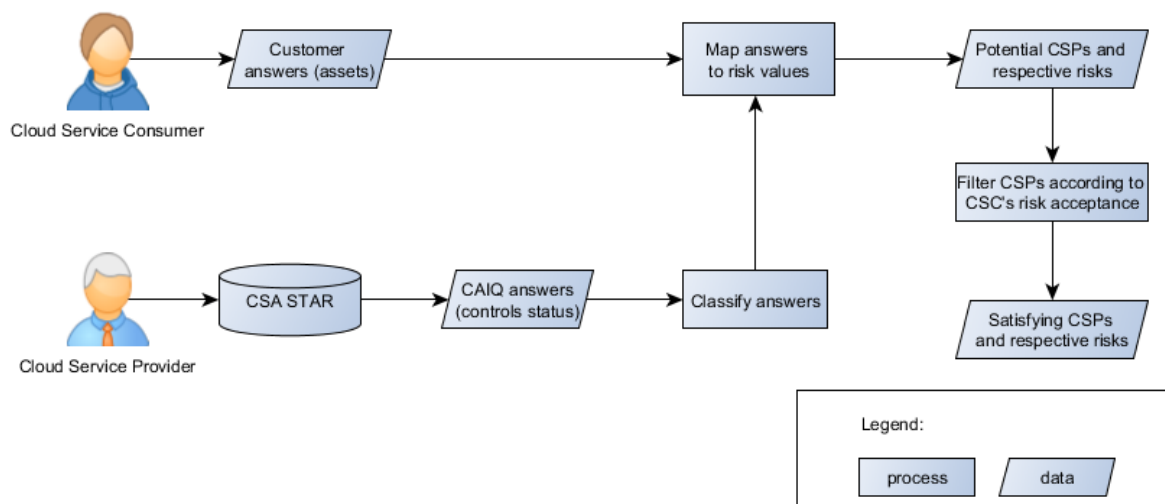 Customer
answers (assets)
Map answers
to risk values
Potential CSPs and
respective risks
Cloud Service Consumer
Filter CSPs according to
CSC's risk acceptance
CSA STAR
CAIQ answers
(controls status)
Classify answers
Satisfying CSPs
and respective risks
Cloud Service Provider
Legend:
process
data